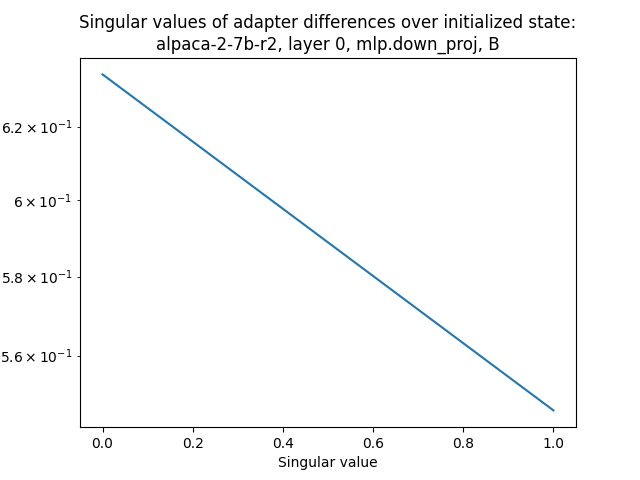 Singular values of adapter differences over initialized state:
alpaca-2-7b-r2, layer 0, mlp.down_proj, B
6.2 × 10⁻¹
6 × 10⁻¹
5.8 × 10⁻¹
5.6 × 10⁻¹
0.0 0.2 0.4 0.6 0.8 1.0
Singular value